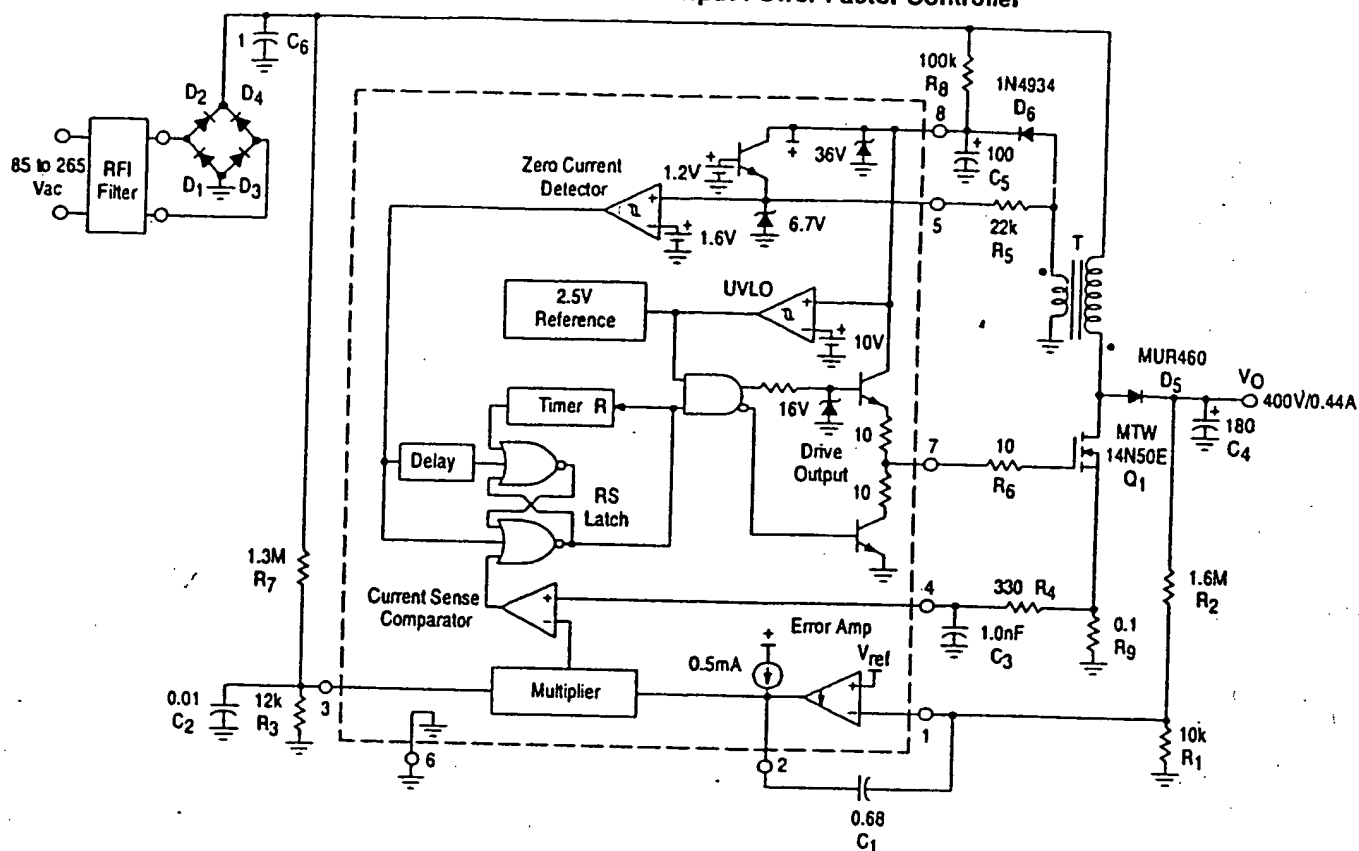 Power Factor Controller
1 C6
D2 D4
85 to 265
Vac
RFI
Filter
D1 D3
100k
R8
1N4934
D6
8
100
C5
36V
1.2V
Zero Current
Detector
6.7V
1.6V
5
22k
R5
T
UVLO
2.5V
Reference
10V
MUR460
D5
VO
400V/0.44A
180
C4
Timer R
16V
10
Drive
Output
7
10
R6
MTW
14N50E
Q1
10
Delay
RS
Latch
1.3M
R7
Current Sense
Comparator
4
330 R4
1.6M
R2
1.0nF
C3
0.1
R9
Error Amp
0.5mA
Vref
Multiplier
0.01
C2
12k
R3
3
1
6
2
10k
R1
0.68
C1